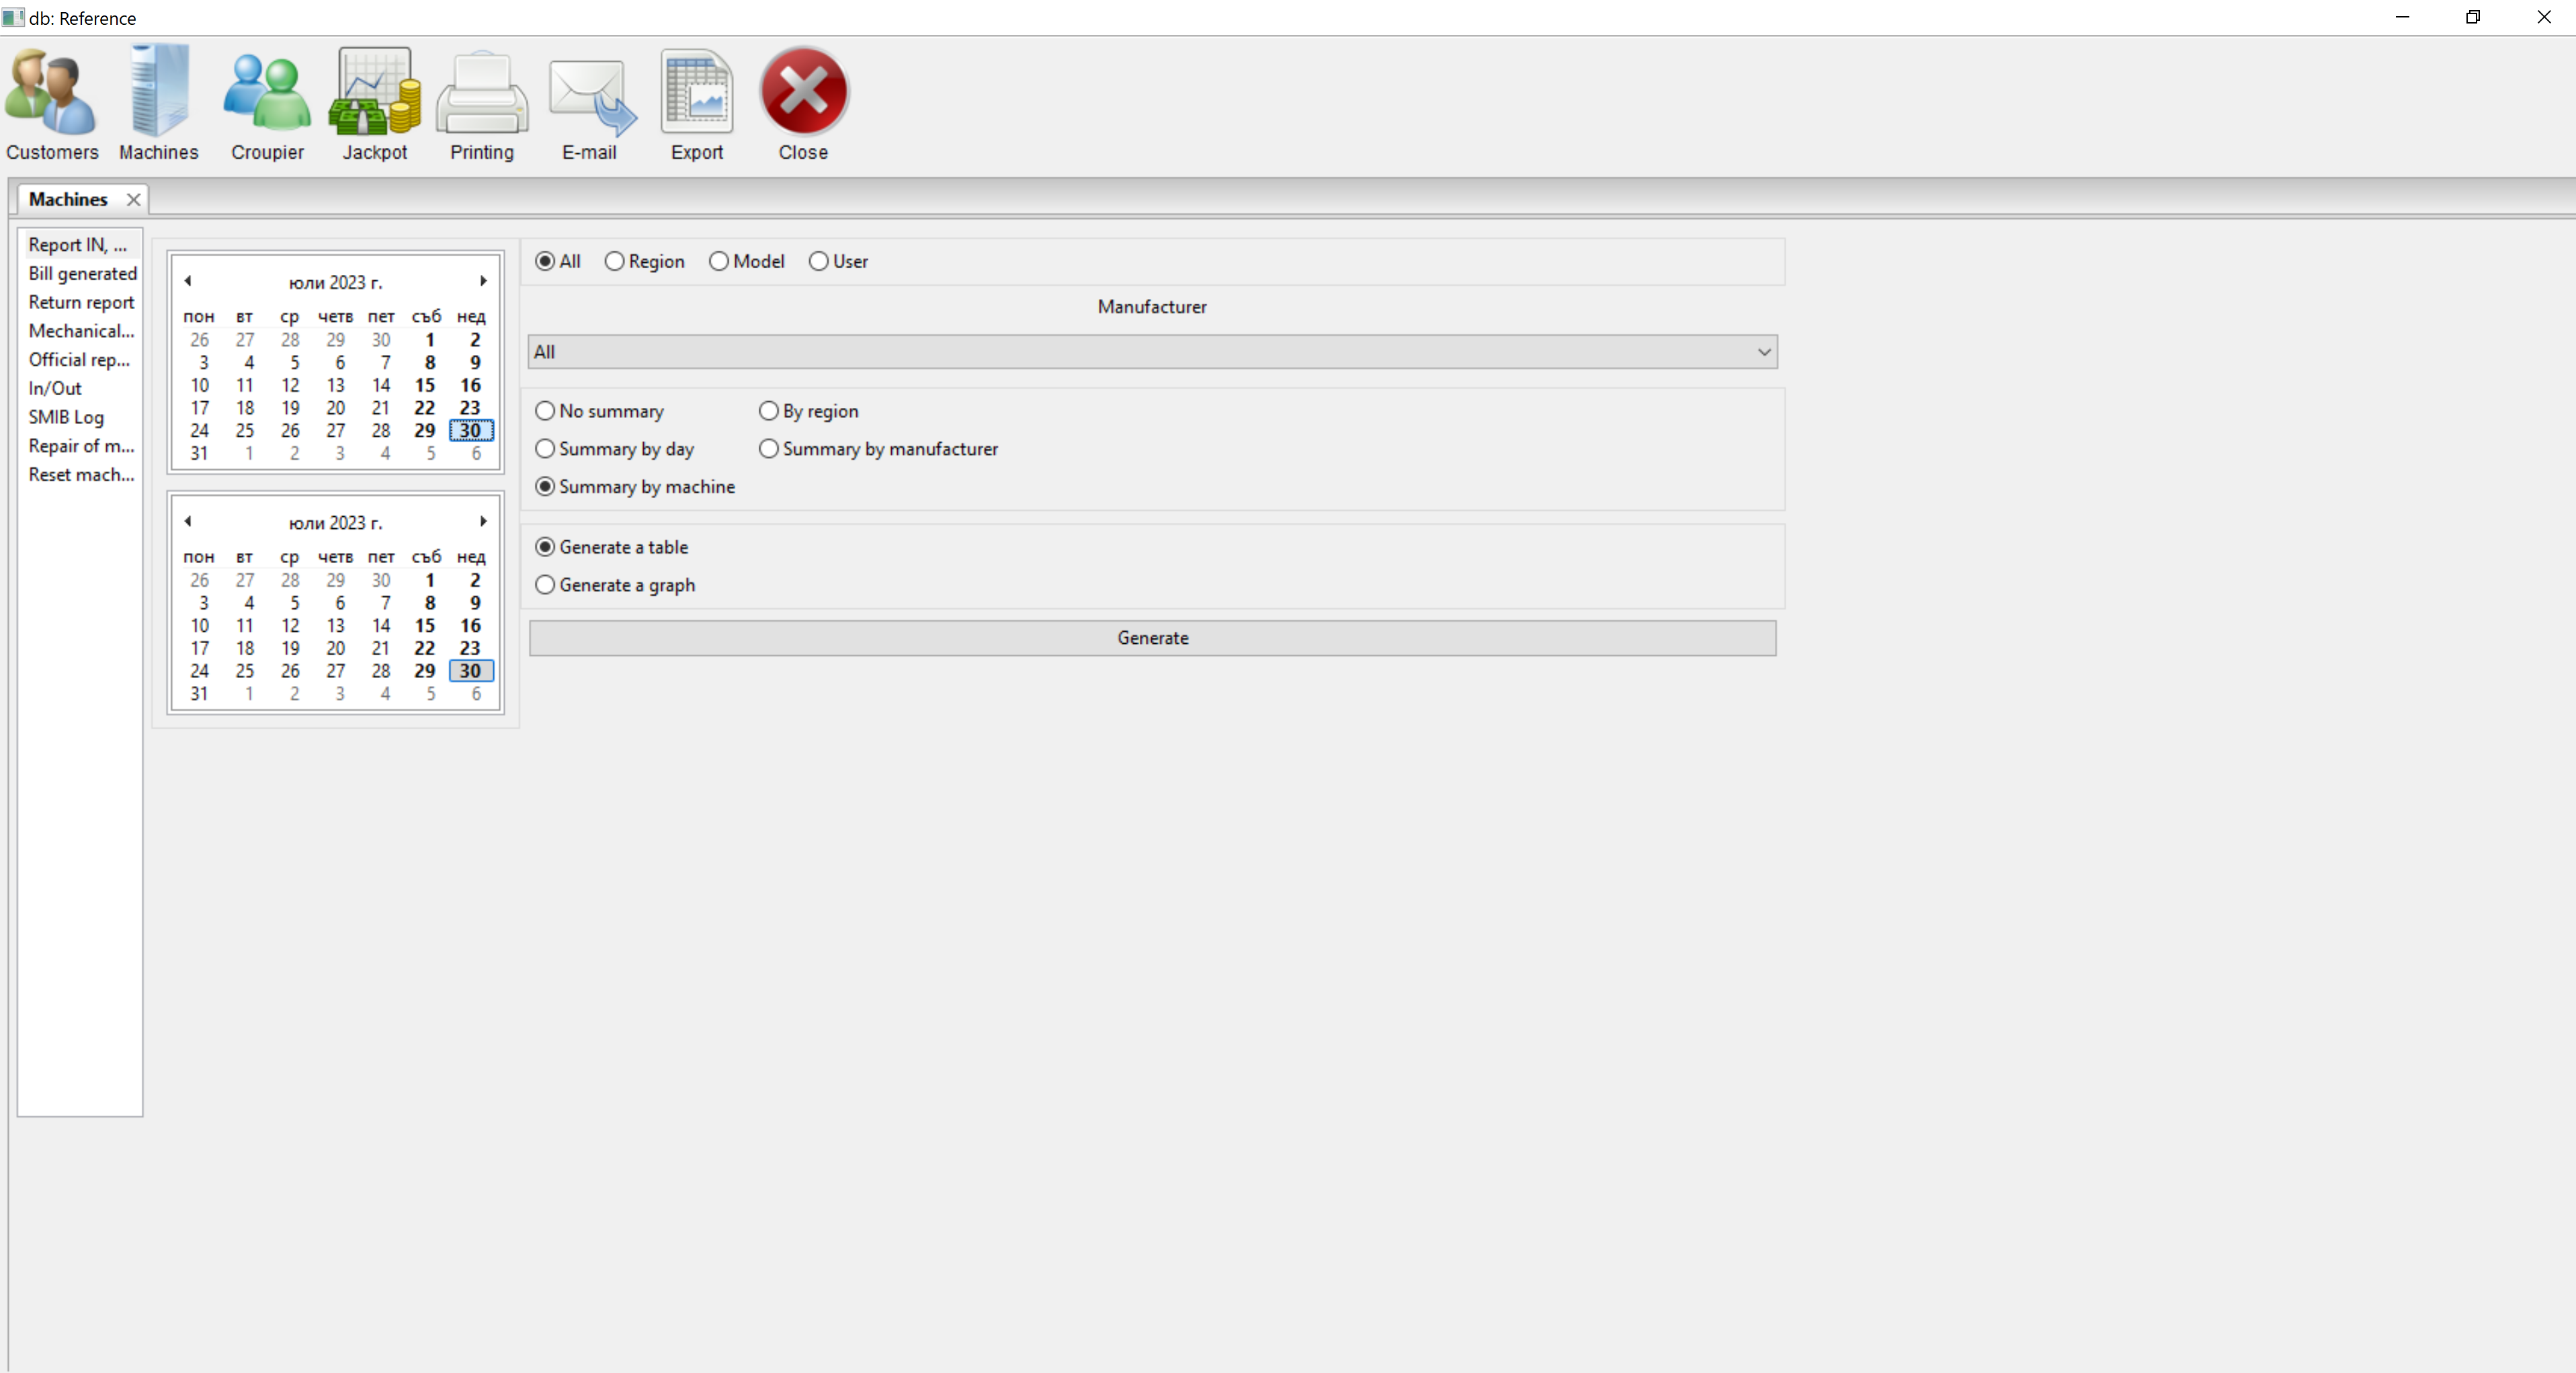 db: Reference
Customers Machines Croupier Jackpot Printing E-mail Export Close
Machines
Report IN, ...
Bill generated
Return report
Mechanical...
Official rep...
In/Out
SMIB Log
Repair of m...
Reset mach...
юли 2023 г.
пон вт ср четв пет съб нед
26 27 28 29 30 1 2
3 4 5 6 7 8 9
10 11 12 13 14 15 16
17 18 19 20 21 22 23
24 25 26 27 28 29 30
31 1 2 3 4 5 6
юли 2023 г.
пон вт ср четв пет съб нед
26 27 28 29 30 1 2
3 4 5 6 7 8 9
10 11 12 13 14 15 16
17 18 19 20 21 22 23
24 25 26 27 28 29 30
31 1 2 3 4 5 6
All Region Model User
Manufacturer
All
No summary By region
Summary by day Summary by manufacturer
Summary by machine
Generate a table
Generate a graph
Generate